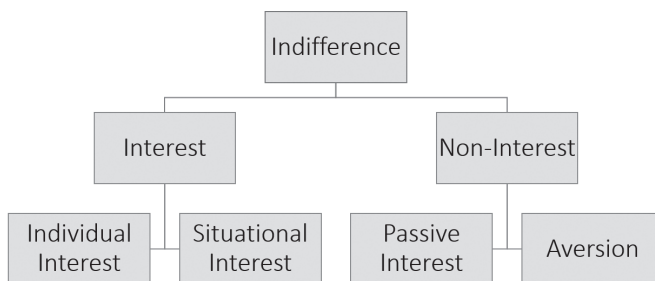 Indifference
Interest
Non-Interest
Individual
Interest
Situational
Interest
Passive
Interest
Aversion